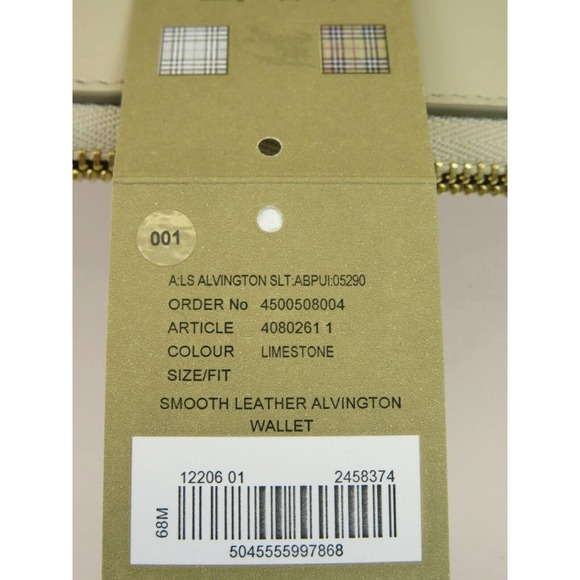 001
A:LS ALVINGTON SLT:ABPUI:05290
ORDER No 4500508004
ARTICLE 4080261 1
COLOUR LIMESTONE
SIZE/FIT
SMOOTH LEATHER ALVINGTON
WALLET
12206 01 2458374
68M
5045555997868